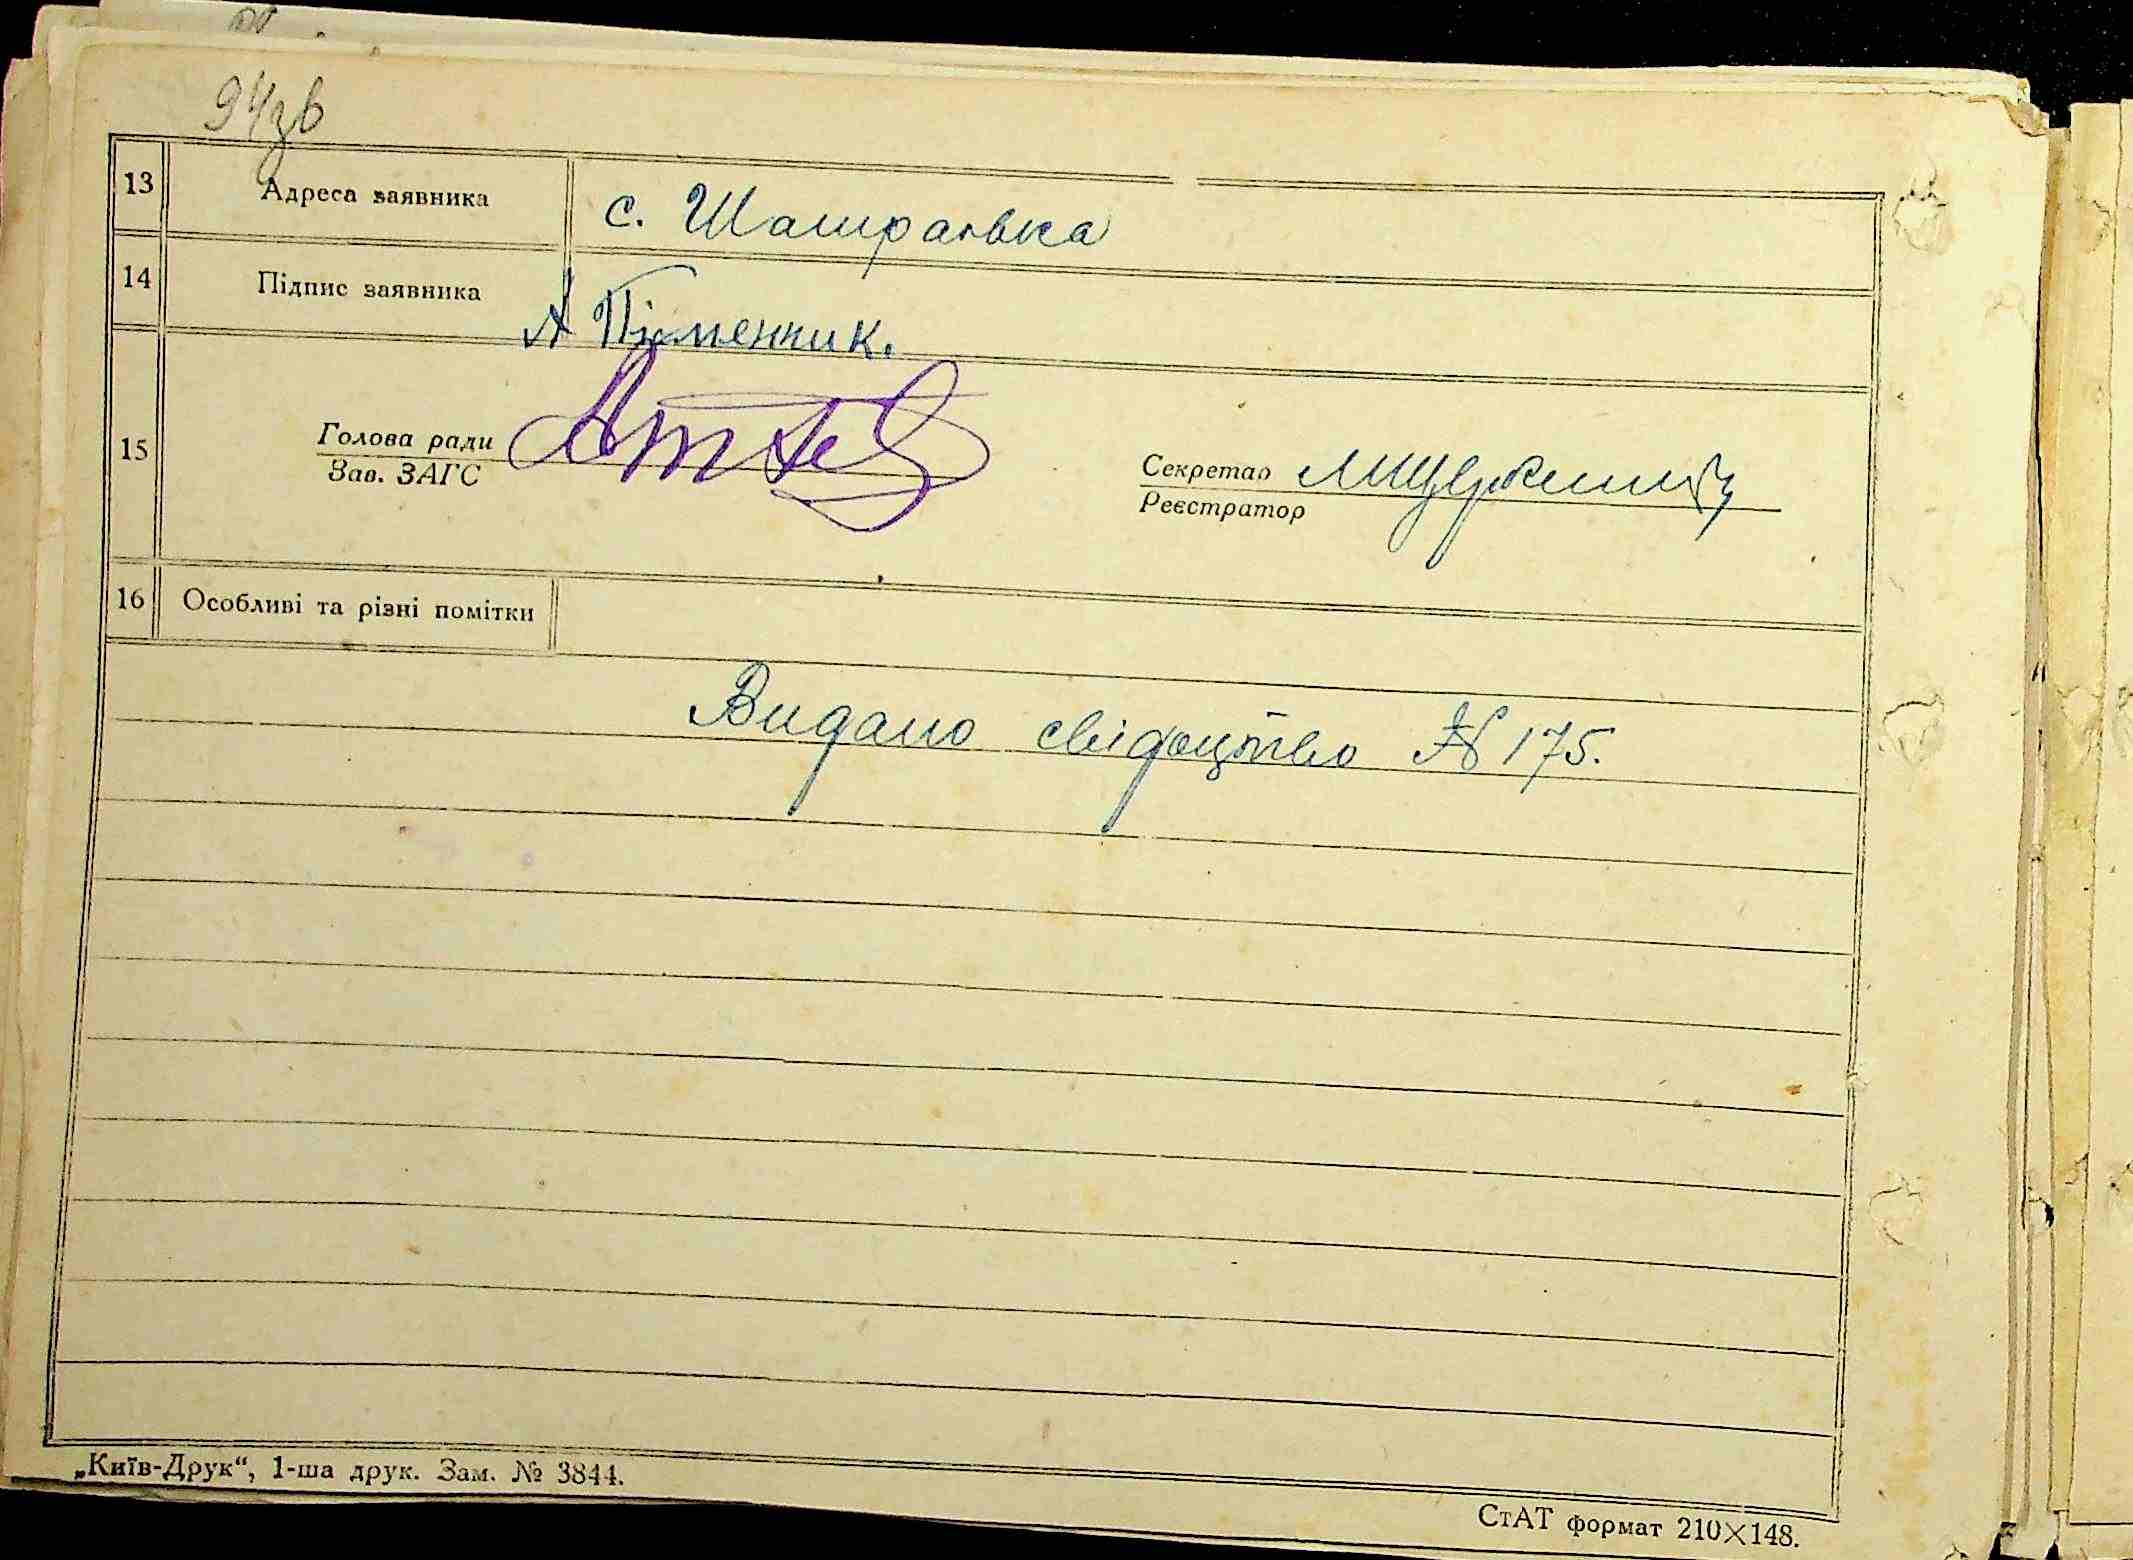 94зв
13 Адреса заявника с. Шамраївка
14 Підпис заявника А Піоменник.
15 Голова ради
Зав. ЗАГС
Секретар
Реєстратор
16 Особливі та різні помітки
Видано свідоцтво № 175.
„Київ-Друк“, 1-ша друк. Зам. № 3844.
СтАТ формат 210×148.